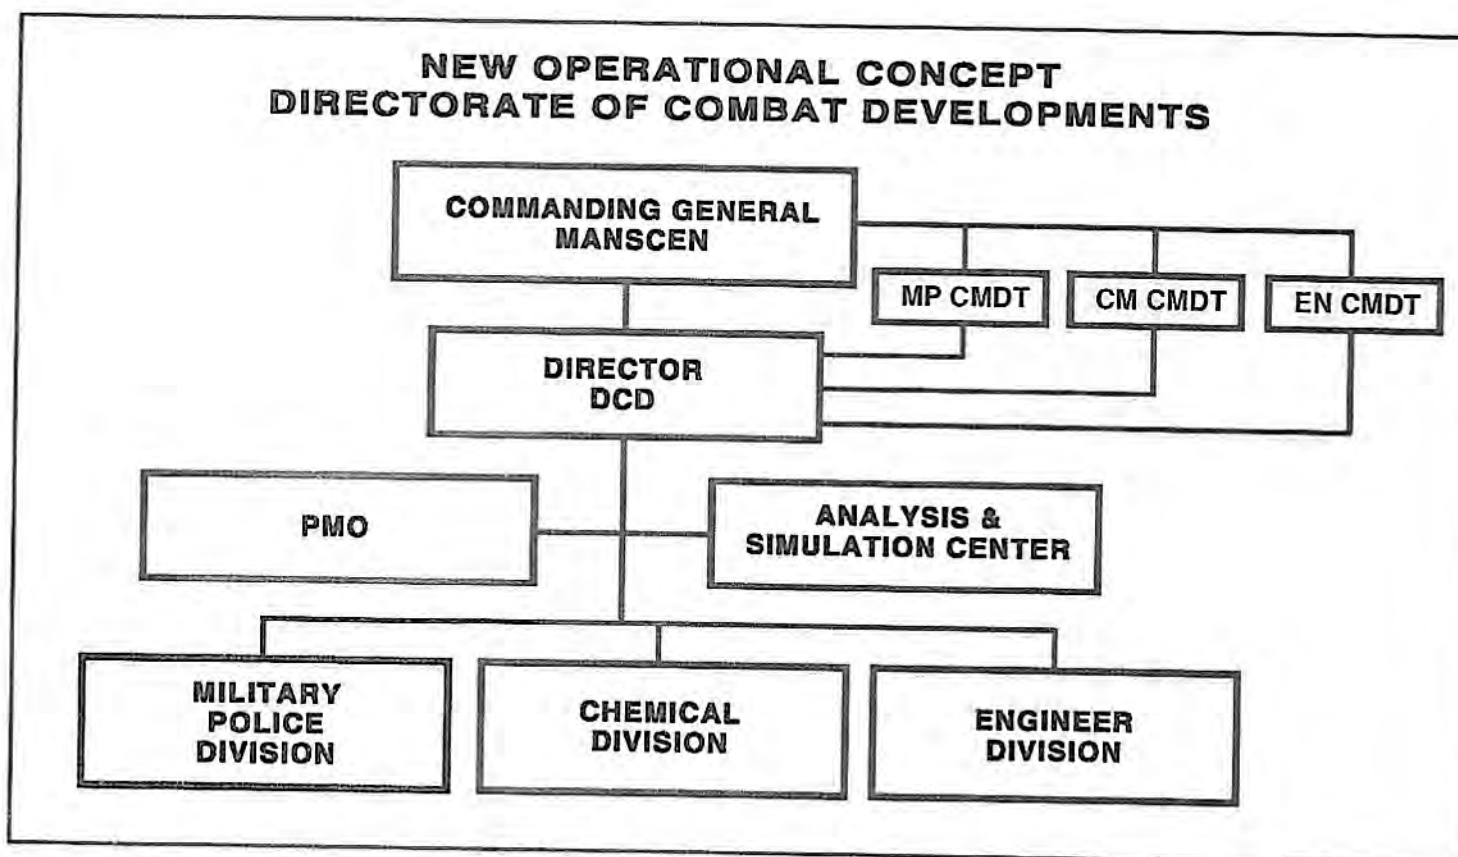 NEW OPERATIONAL CONCEPT
DIRECTORATE OF COMBAT DEVELOPMENTS
COMMANDING GENERAL
MANSCEN
MP CMDT
CM CMDT
EN CMDT
DIRECTOR
DCD
PMO
ANALYSIS &
SIMULATION CENTER
MILITARY
POLICE
DIVISION
CHEMICAL
DIVISION
ENGINEER
DIVISION